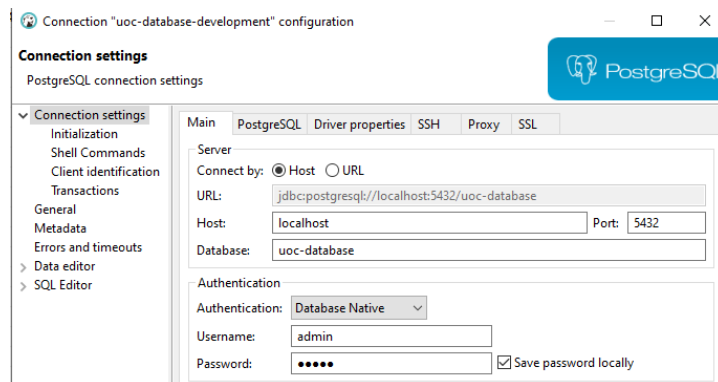 Connection "uoc-database-development" configuration
Connection settings
PostgreSQL connection settings
PostgreSQL
Connection settings
Initialization
Shell Commands
Client identification
Transactions
General
Metadata
Errors and timeouts
Data editor
SQL Editor
Main PostgreSQL Driver properties SSH Proxy SSL
Server
Connect by: Host URL
URL: jdbc:postgresql://localhost:5432/uoc-database
Host: localhost Port: 5432
Database: uoc-database
Authentication
Authentication: Database Native
Username: admin
Password: ●●●●● Save password locally